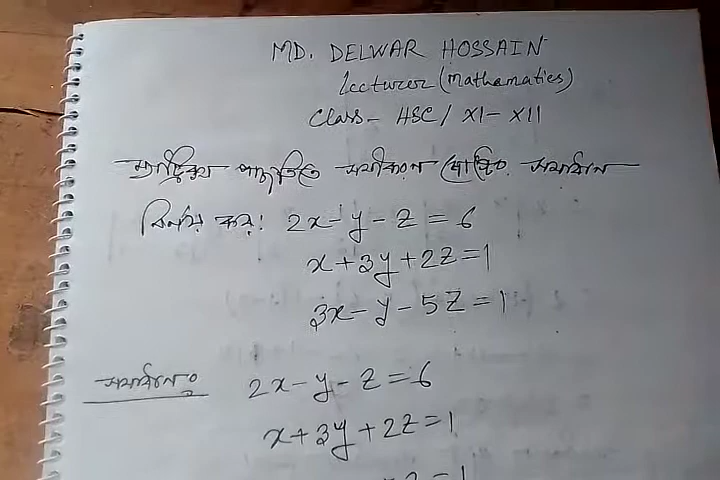 MD. DELWAR HOSSAIN
Lecturer (Mathematics)
Class - HSC / XI - XII
ম্যাট্রিক্স পদ্ধতিতে সমীকরণ জোটের সমাধান
নির্ণয় কর: 2x - y - z = 6
x + 3y + 2z = 1
3x - y - 5z = 1
সমাধান: 2x - y - z = 6
x + 3y + 2z = 1